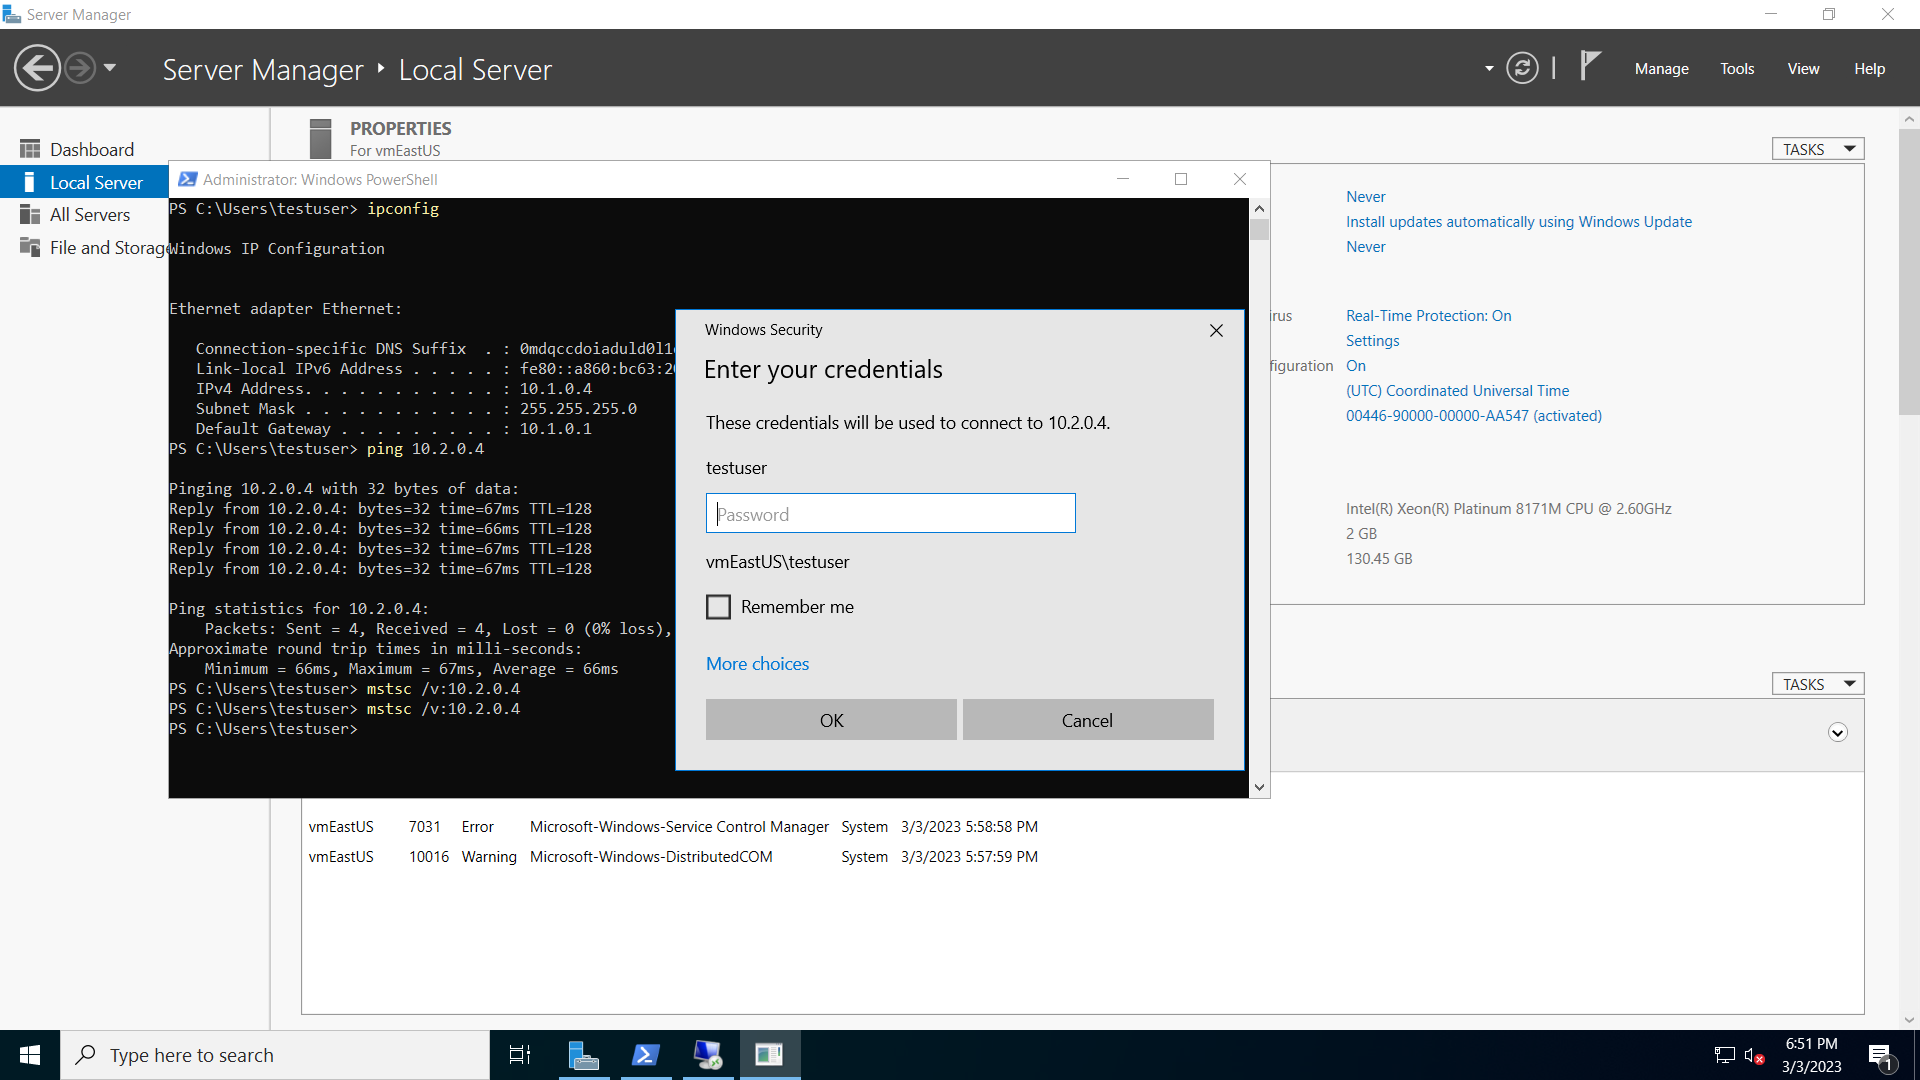 Server Manager
Server Manager ‣ Local Server
Manage Tools View Help
Dashboard
Local Server
All Servers
File and Storage
PROPERTIES
For vmEastUS
TASKS
Never
Install updates automatically using Windows Update
Never
irus Real-Time Protection: On
Settings
figuration On
(UTC) Coordinated Universal Time
00446-90000-00000-AA547 (activated)
Intel(R) Xeon(R) Platinum 8171M CPU @ 2.60GHz
2 GB
130.45 GB
TASKS
Administrator: Windows PowerShell
PS C:\Users\testuser> ipconfig
Windows IP Configuration
Ethernet adapter Ethernet:
Connection-specific DNS Suffix . : 0mdqccdoiaduld0l1
Link-local IPv6 Address . . . . . : fe80::a860:bc63:2
IPv4 Address. . . . . . . . . . . : 10.1.0.4
Subnet Mask . . . . . . . . . . . : 255.255.255.0
Default Gateway . . . . . . . . . : 10.1.0.1
PS C:\Users\testuser> ping 10.2.0.4
Pinging 10.2.0.4 with 32 bytes of data:
Reply from 10.2.0.4: bytes=32 time=67ms TTL=128
Reply from 10.2.0.4: bytes=32 time=66ms TTL=128
Reply from 10.2.0.4: bytes=32 time=67ms TTL=128
Reply from 10.2.0.4: bytes=32 time=67ms TTL=128
Ping statistics for 10.2.0.4:
Packets: Sent = 4, Received = 4, Lost = 0 (0% loss),
Approximate round trip times in milli-seconds:
Minimum = 66ms, Maximum = 67ms, Average = 66ms
PS C:\Users\testuser> mstsc /v:10.2.0.4
PS C:\Users\testuser> mstsc /v:10.2.0.4
PS C:\Users\testuser>
Windows Security
Enter your credentials
These credentials will be used to connect to 10.2.0.4.
testuser
Password
vmEastUS\testuser
Remember me
More choices
OK Cancel
vmEastUS 7031 Error Microsoft-Windows-Service Control Manager System 3/3/2023 5:58:58 PM
vmEastUS 10016 Warning Microsoft-Windows-DistributedCOM System 3/3/2023 5:57:59 PM
Type here to search
6:51 PM
3/3/2023
1